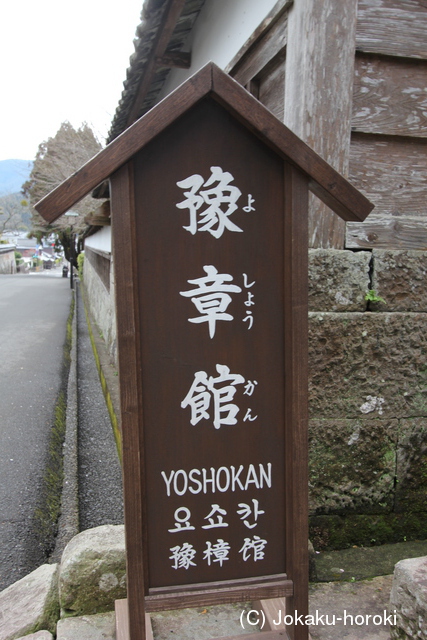 豫章館
よ しょう かん
YOSHOKAN
요쇼칸
豫樟馆
(C) Jokaku-horoki